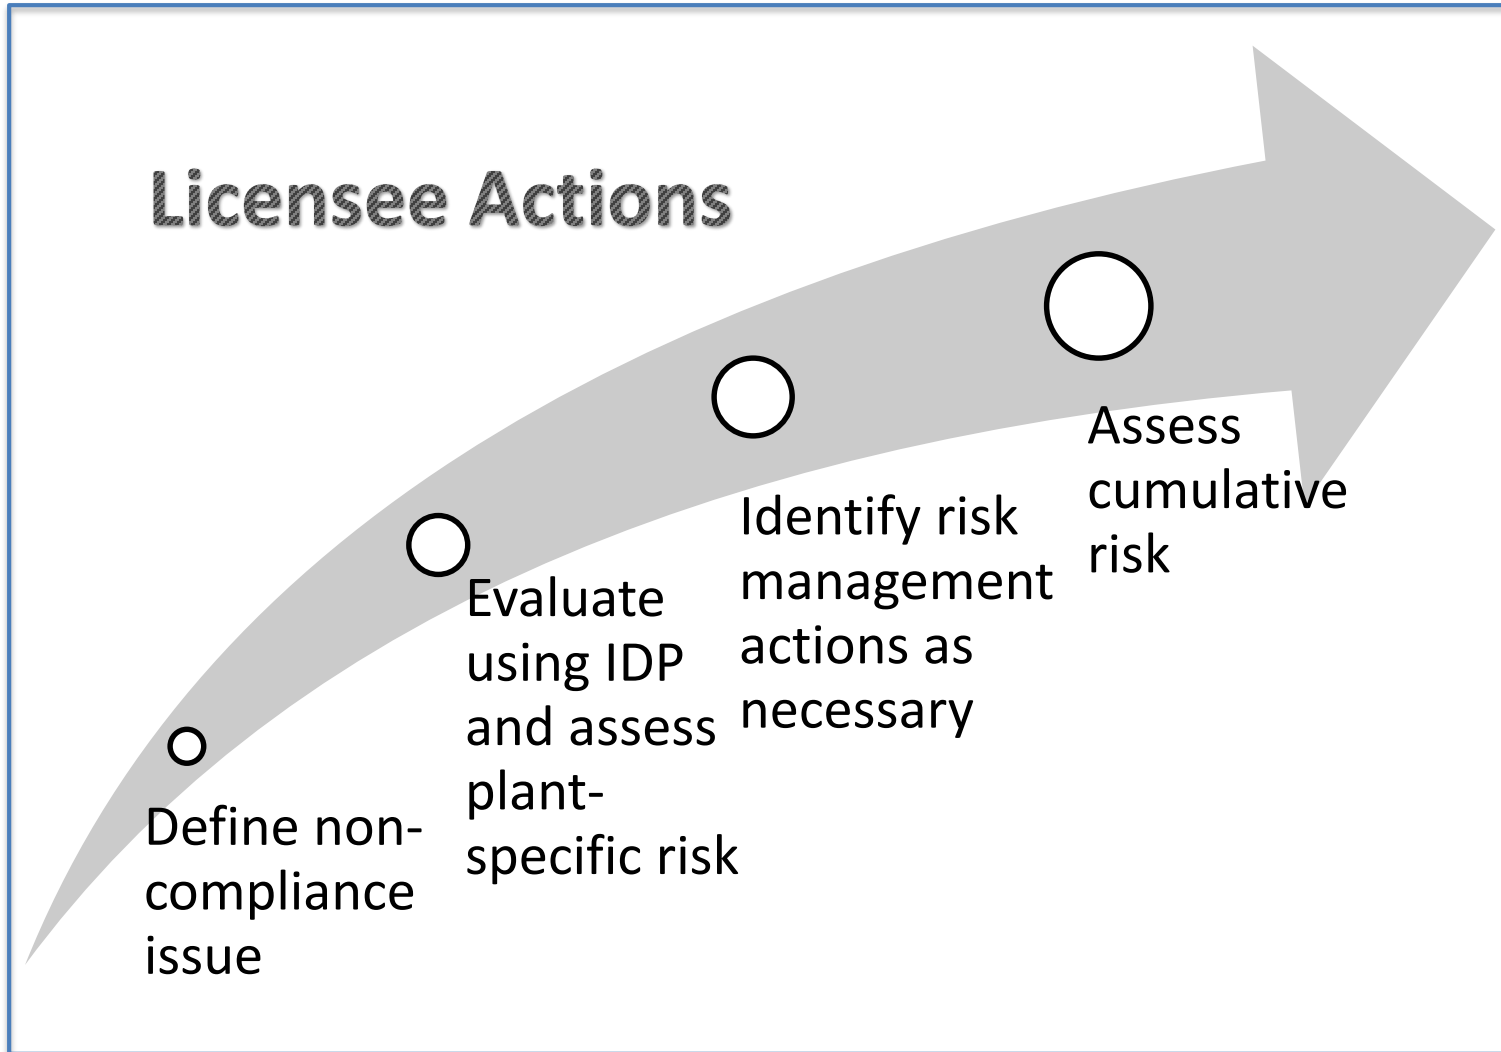 Licensee Actions
Define non-
compliance
issue
Evaluate
using IDP
and assess
plant-
specific risk
Identify risk
management
actions as
necessary
Assess
cumulative
risk